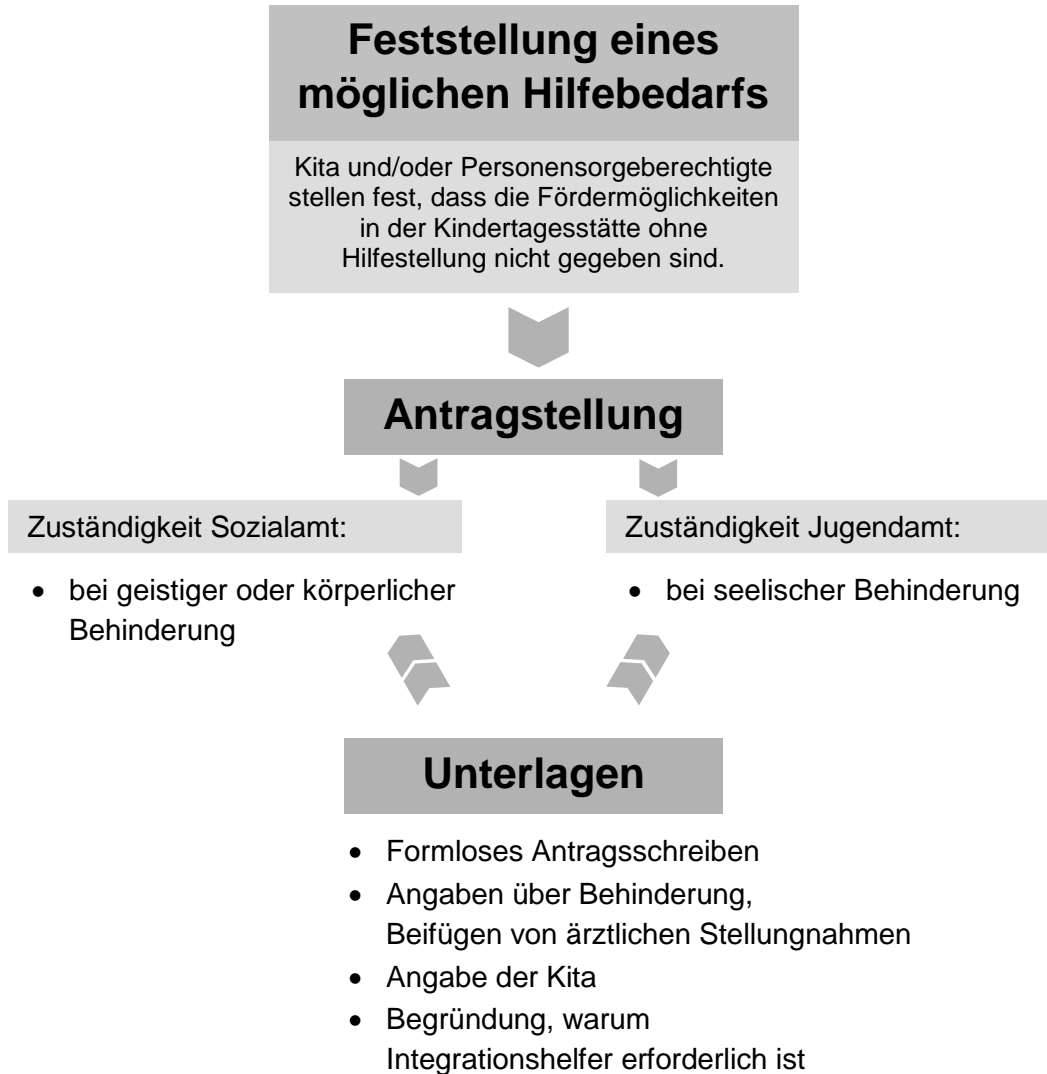 Feststellung eines
möglichen Hilfebedarfs
Kita und/oder Personensorgeberechtigte
stellen fest, dass die Fördermöglichkeiten
in der Kindertagesstätte ohne
Hilfestellung nicht gegeben sind.
Antragstellung
Zuständigkeit Sozialamt:
• bei geistiger oder körperlicher
Behinderung
Zuständigkeit Jugendamt:
• bei seelischer Behinderung
Unterlagen
• Formloses Antragsschreiben
• Angaben über Behinderung,
Beifügen von ärztlichen Stellungnahmen
• Angabe der Kita
• Begründung, warum
Integrationshelfer erforderlich ist